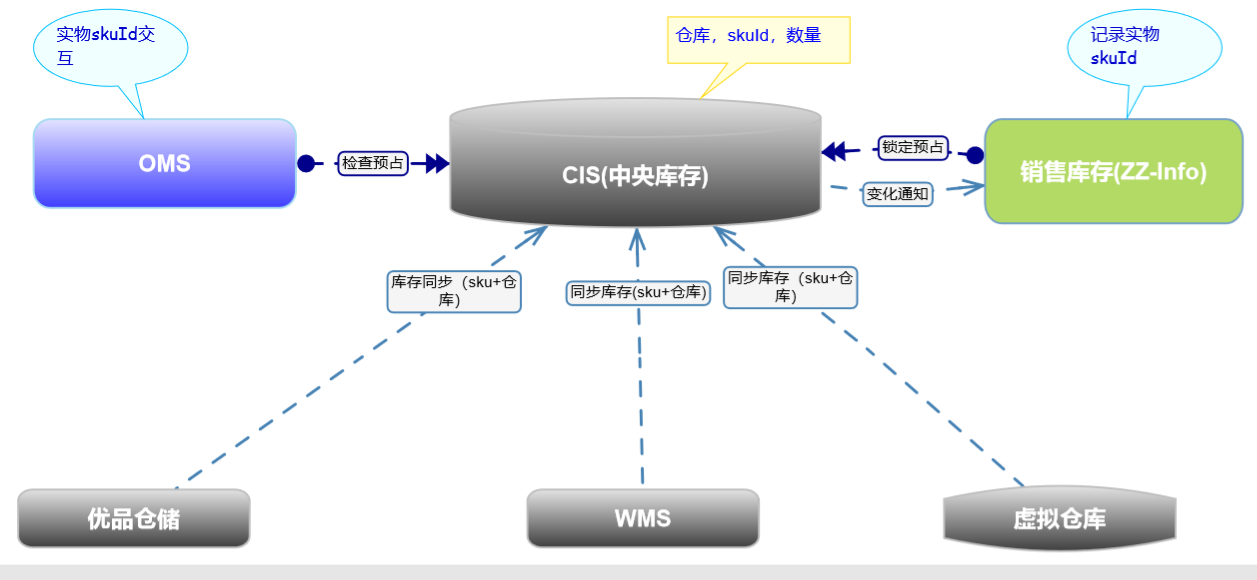 实物skuId交
互
仓库，skuId，数量
记录实物
skuId
OMS
检查预占
CIS(中央库存)
锁定预占
变化通知
销售库存(ZZ-Info)
库存同步（sku+仓
库)
同步库存(sku+仓库)
同步库存（sku+仓
库)
优品仓储
WMS
虚拟仓库